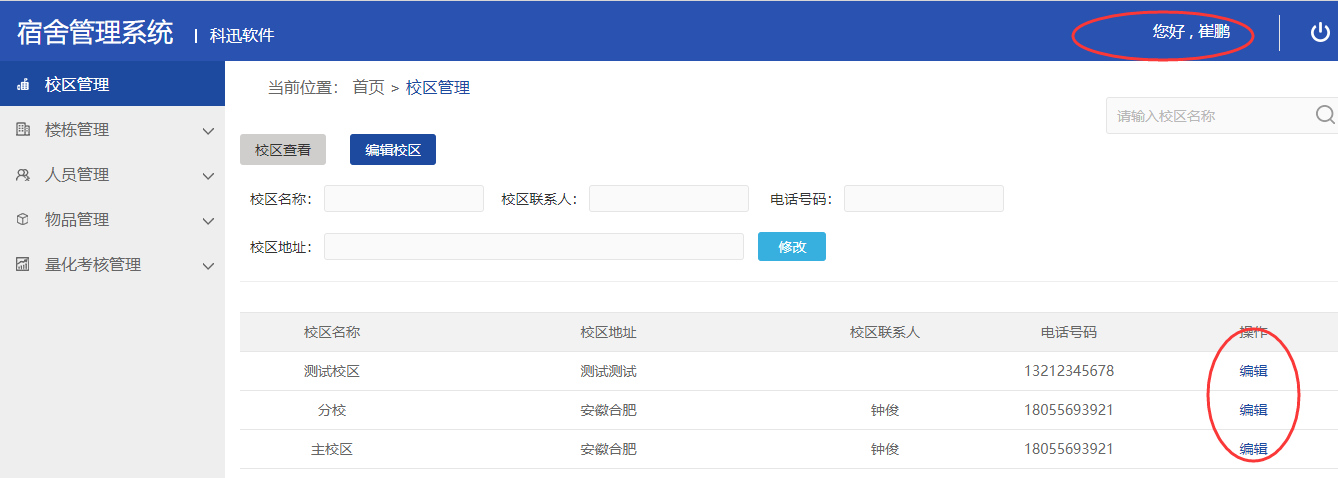 宿舍管理系统 | 科迅软件 您好 , 崔鹏
校区管理
楼栋管理
人员管理
物品管理
量化考核管理
当前位置： 首页 > 校区管理
请输入校区名称
校区查看 编辑校区
校区名称： 校区联系人： 电话号码：
校区地址： 修改
校区名称 校区地址 校区联系人 电话号码 操作
测试校区 测试测试 13212345678 编辑
分校 安徽合肥 钟俊 18055693921 编辑
主校区 安徽合肥 钟俊 18055693921 编辑